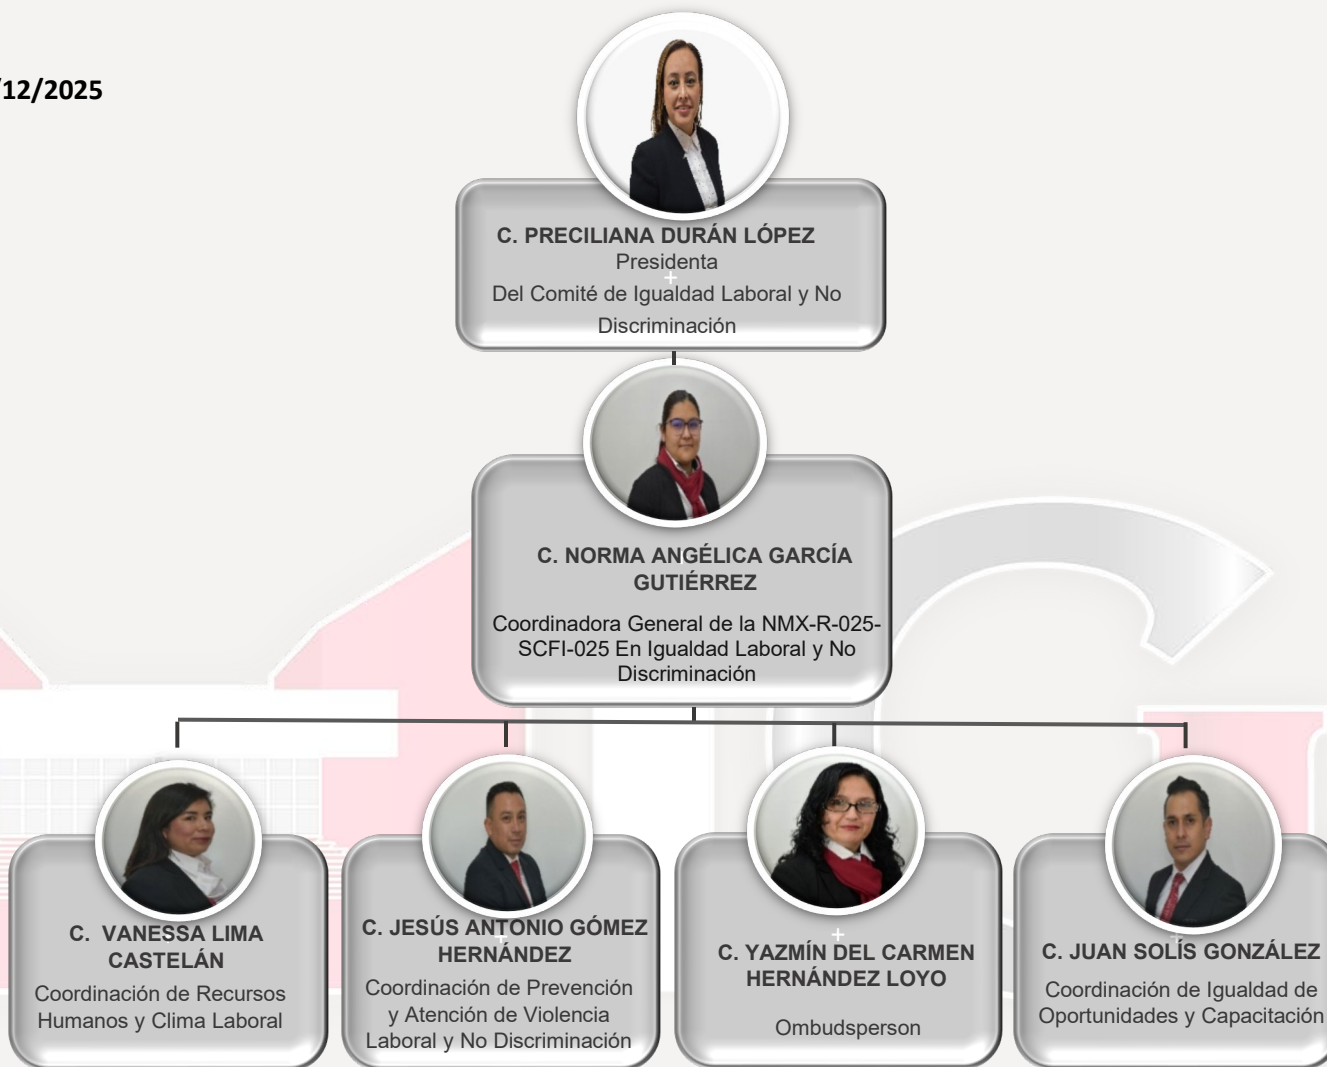 /12/2025
C. PRECILIANA DURÁN LÓPEZ
Presidenta
Del Comité de Igualdad Laboral y No
Discriminación
C. NORMA ANGÉLICA GARCÍA
GUTIÉRREZ
Coordinadora General de la NMX-R-025-
SCFI-025 En Igualdad Laboral y No
Discriminación
C. VANESSA LIMA
CASTELÁN
Coordinación de Recursos
Humanos y Clima Laboral
C. JESÚS ANTONIO GÓMEZ
HERNÁNDEZ
Coordinación de Prevención
y Atención de Violencia
Laboral y No Discriminación
C. YAZMÍN DEL CARMEN
HERNÁNDEZ LOYO
Ombudsperson
C. JUAN SOLÍS GONZÁLEZ
Coordinación de Igualdad de
Oportunidades y Capacitación